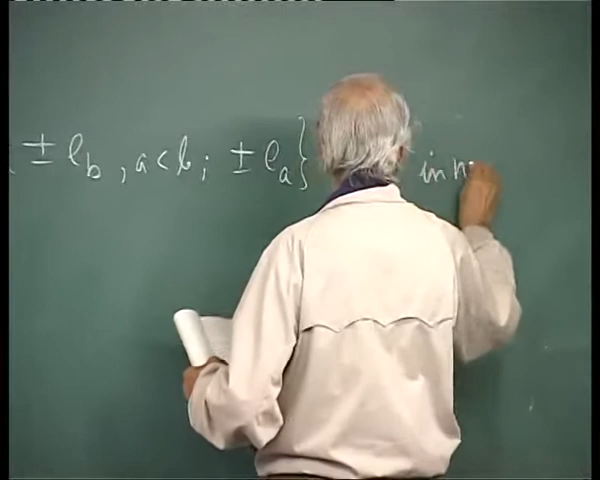 ± e_b , a < b ; ± e_a } in n